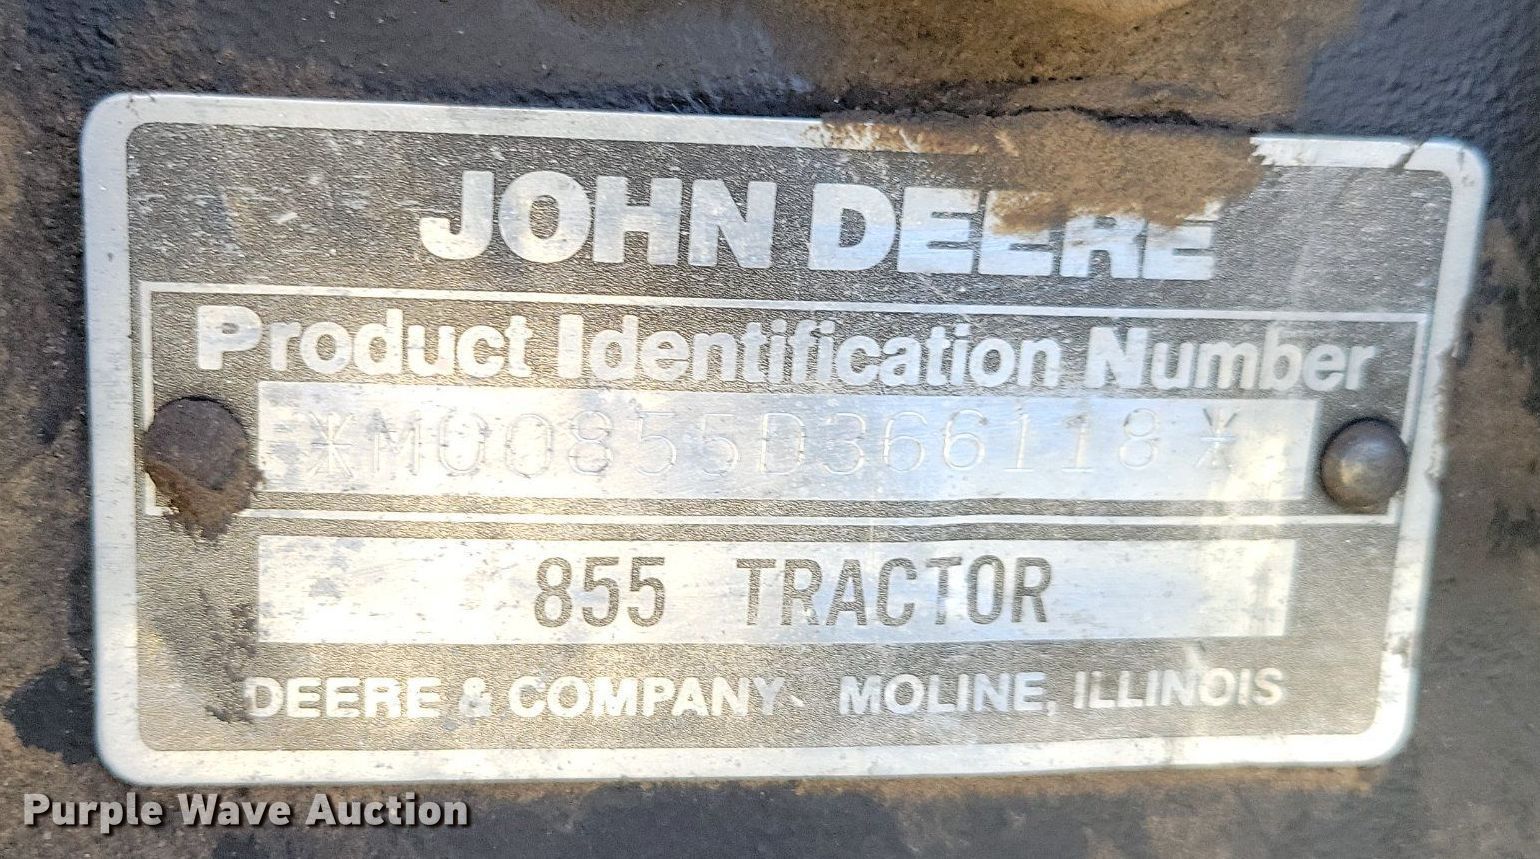 JOHN DEERE
Product Identification Number
*M00855D366118*
855 TRACTOR
DEERE & COMPANY MOLINE, ILLINOIS
Purple Wave Auction